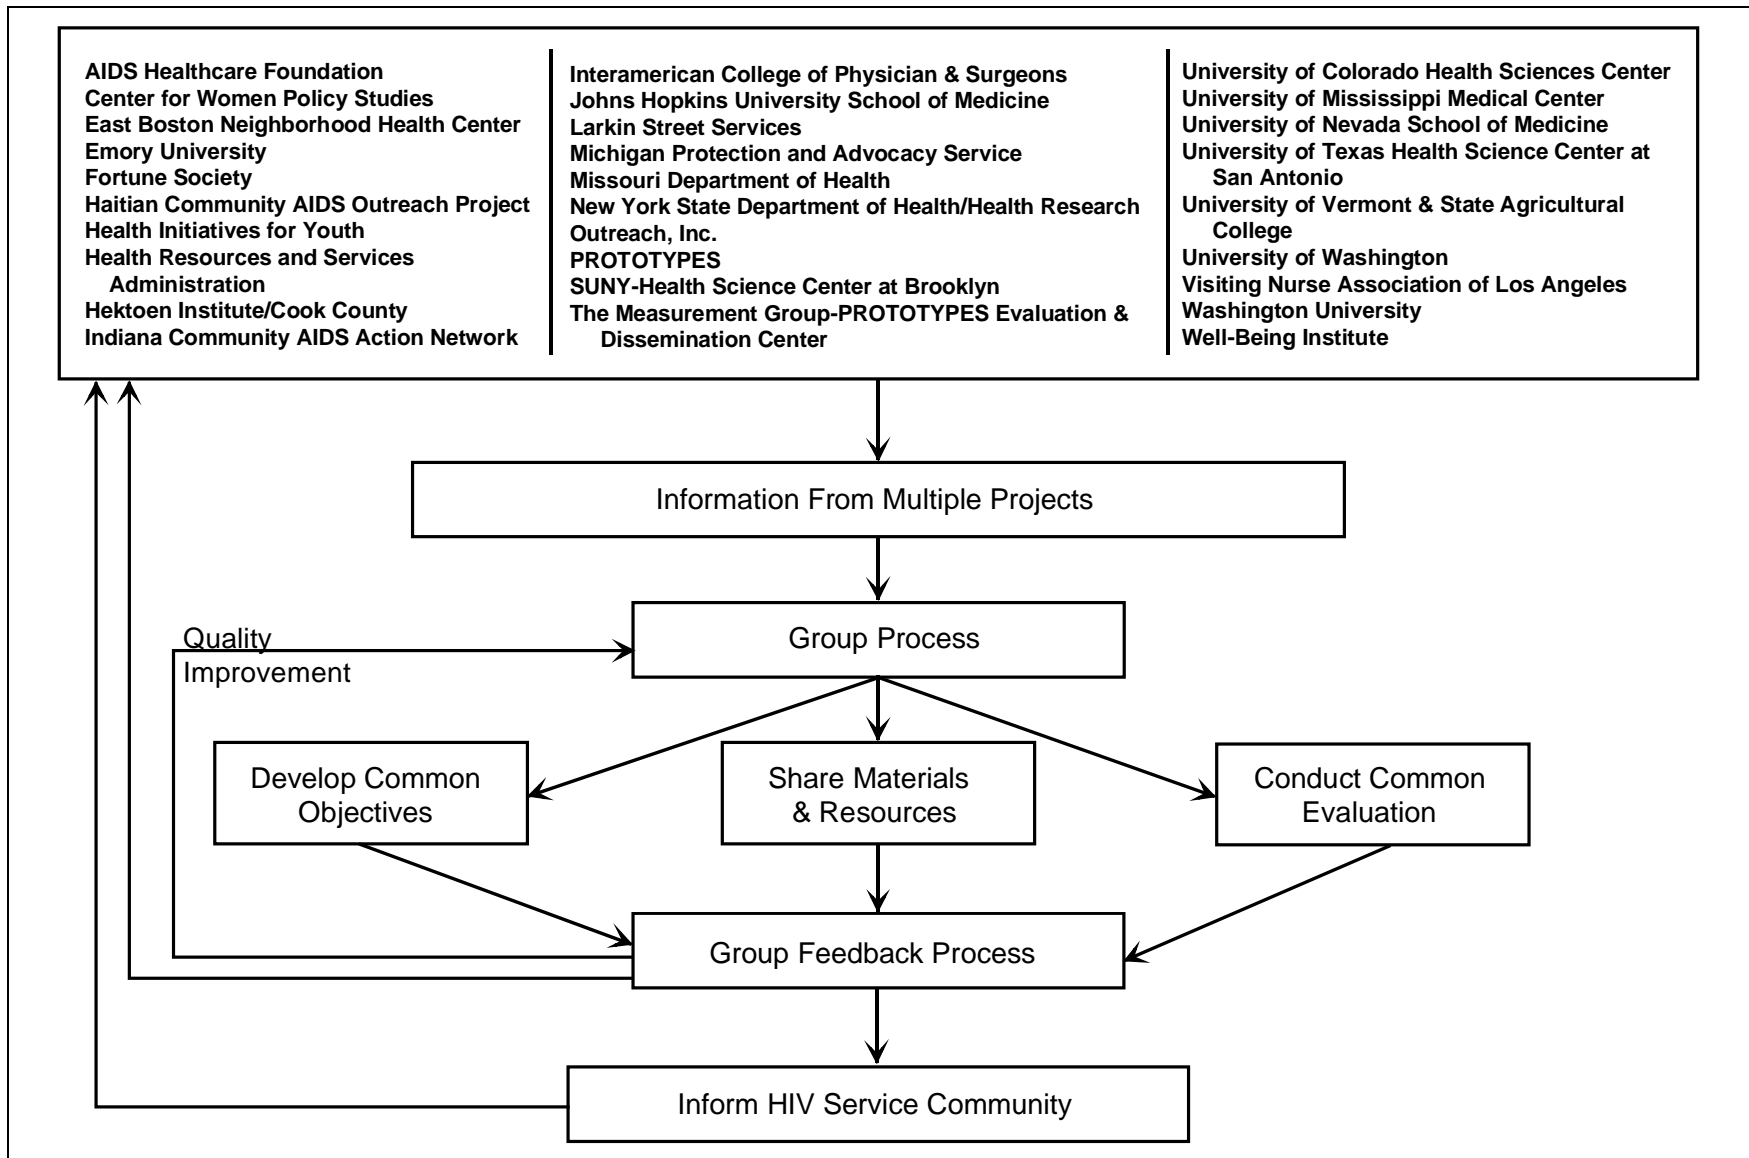 AIDS Healthcare Foundation
Center for Women Policy Studies
East Boston Neighborhood Health Center
Emory University
Fortune Society
Haitian Community AIDS Outreach Project
Health Initiatives for Youth
Health Resources and Services
Administration
Hektoen Institute/Cook County
Indiana Community AIDS Action Network
Interamerican College of Physician & Surgeons
Johns Hopkins University School of Medicine
Larkin Street Services
Michigan Protection and Advocacy Service
Missouri Department of Health
New York State Department of Health/Health Research
Outreach, Inc.
PROTOTYPES
SUNY-Health Science Center at Brooklyn
The Measurement Group-PROTOTYPES Evaluation &
Dissemination Center
University of Colorado Health Sciences Center
University of Mississippi Medical Center
University of Nevada School of Medicine
University of Texas Health Science Center at
San Antonio
University of Vermont & State Agricultural
College
University of Washington
Visiting Nurse Association of Los Angeles
Washington University
Well-Being Institute
Information From Multiple Projects
Group Process
Quality
Improvement
Develop Common
Objectives
Share Materials
& Resources
Conduct Common
Evaluation
Group Feedback Process
Inform HIV Service Community